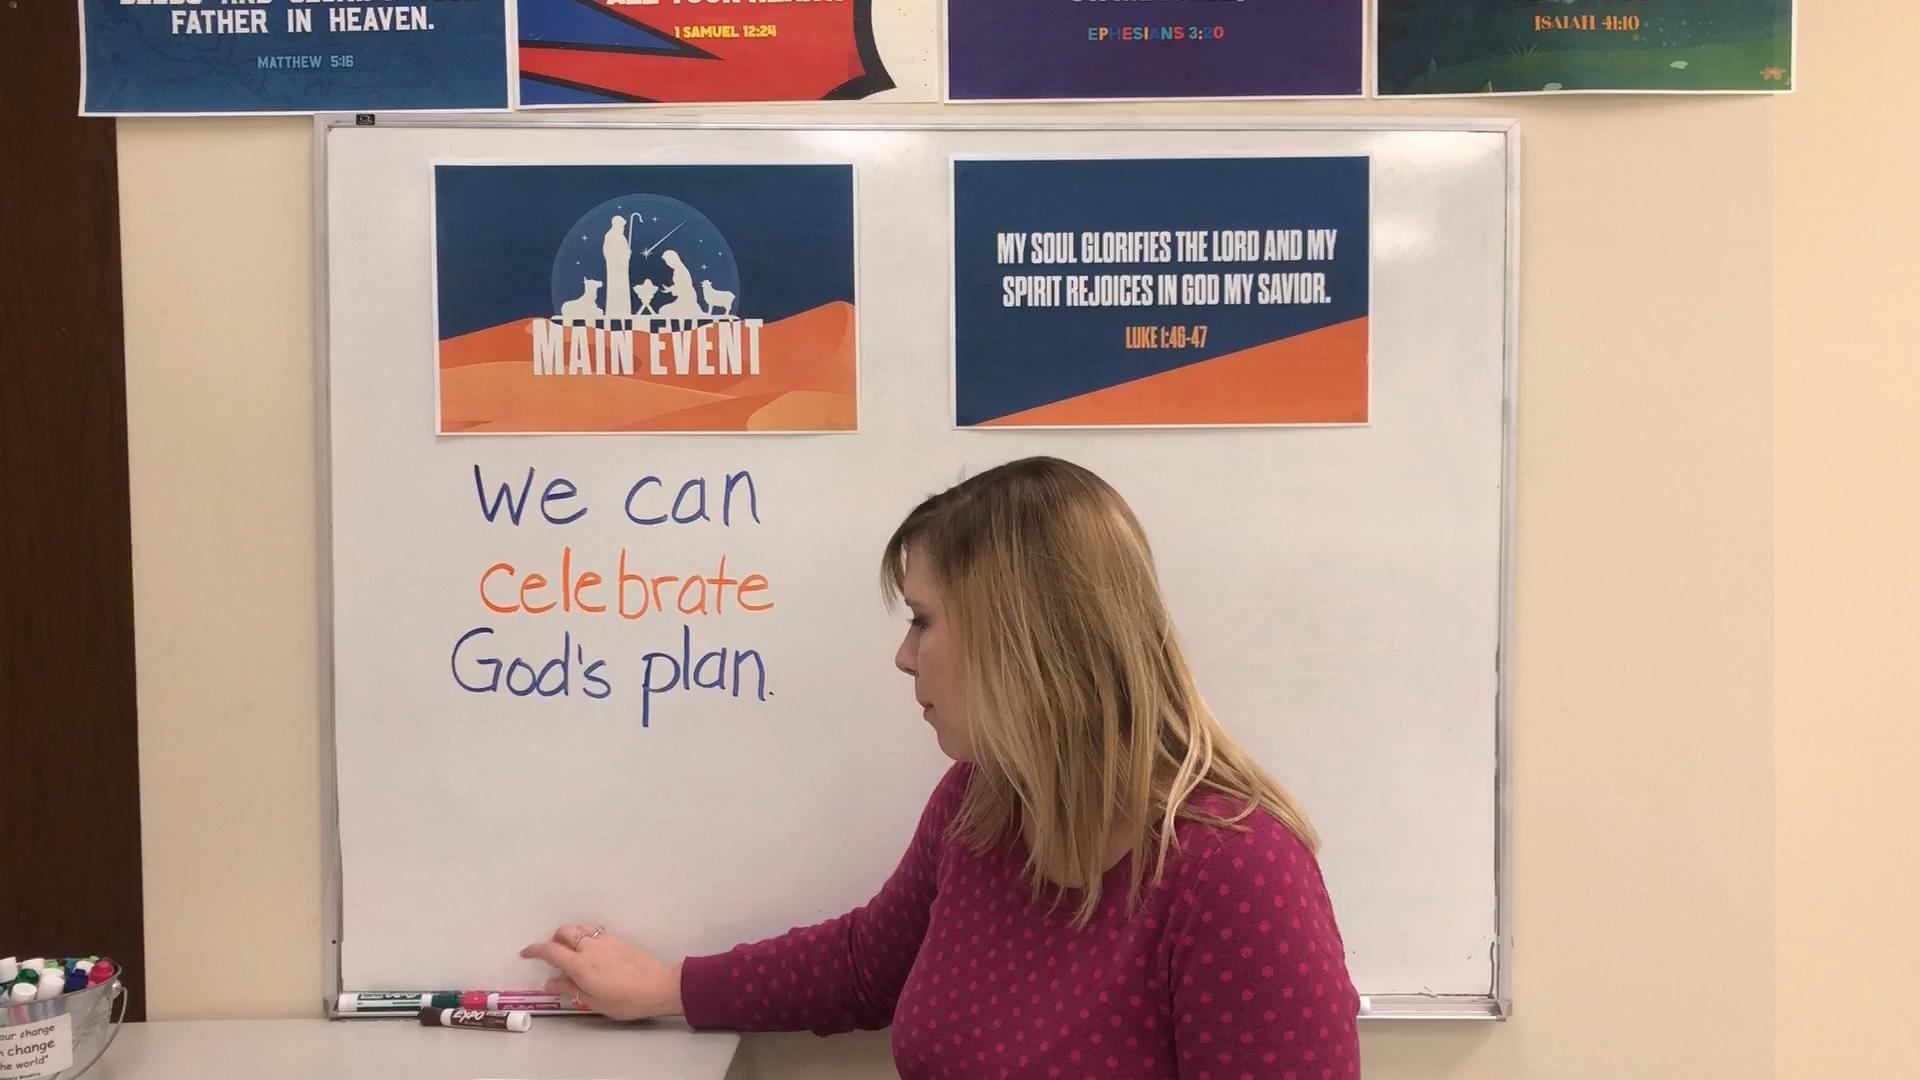 FATHER IN HEAVEN.
MATTHEW 5:16
1 SAMUEL 12:24
EPHESIANS 3:20
ISAIAH 41:10
MAIN EVENT
MY SOUL GLORIFIES THE LORD AND MY
SPIRIT REJOICES IN GOD MY SAVIOR.
LUKE 1:46-47
We can
celebrate
God's plan.
EXPO
our change
change
he world"